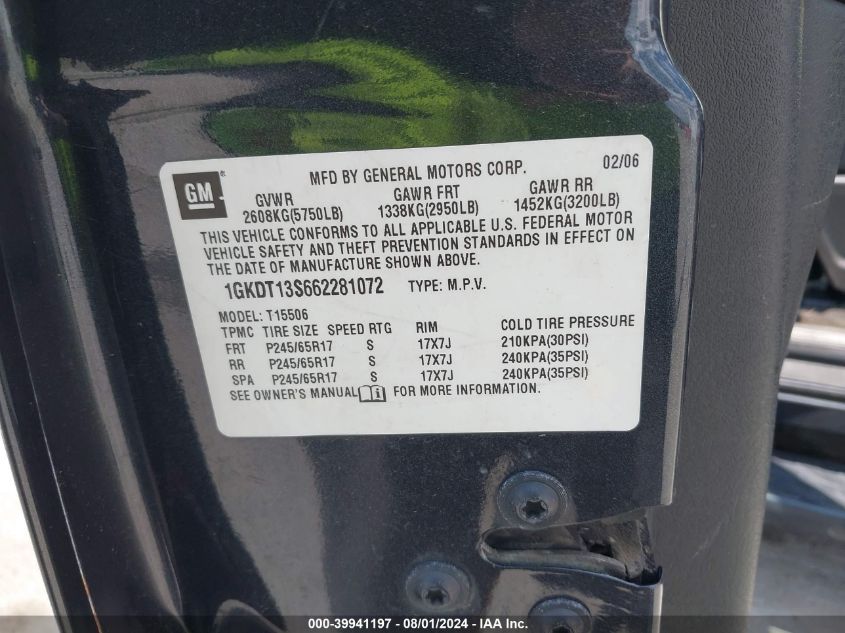 GM
MFD BY GENERAL MOTORS CORP. 02/06
GVWR GAWR FRT GAWR RR
2608KG(5750LB) 1338KG(2950LB) 1452KG(3200LB)
THIS VEHICLE CONFORMS TO ALL APPLICABLE U.S. FEDERAL MOTOR
VEHICLE SAFETY AND THEFT PREVENTION STANDARDS IN EFFECT ON
THE DATE OF MANUFACTURE SHOWN ABOVE.
1GKDT13S662281072 TYPE: M.P.V.
MODEL: T15506
TPMC TIRE SIZE SPEED RTG RIM COLD TIRE PRESSURE
FRT P245/65R17 S 17X7J 210KPA(30PSI)
RR P245/65R17 S 17X7J 240KPA(35PSI)
SPA P245/65R17 S 17X7J 240KPA(35PSI)
SEE OWNER'S MANUAL FOR MORE INFORMATION.
000-39941197 - 08/01/2024 - IAAI Inc.